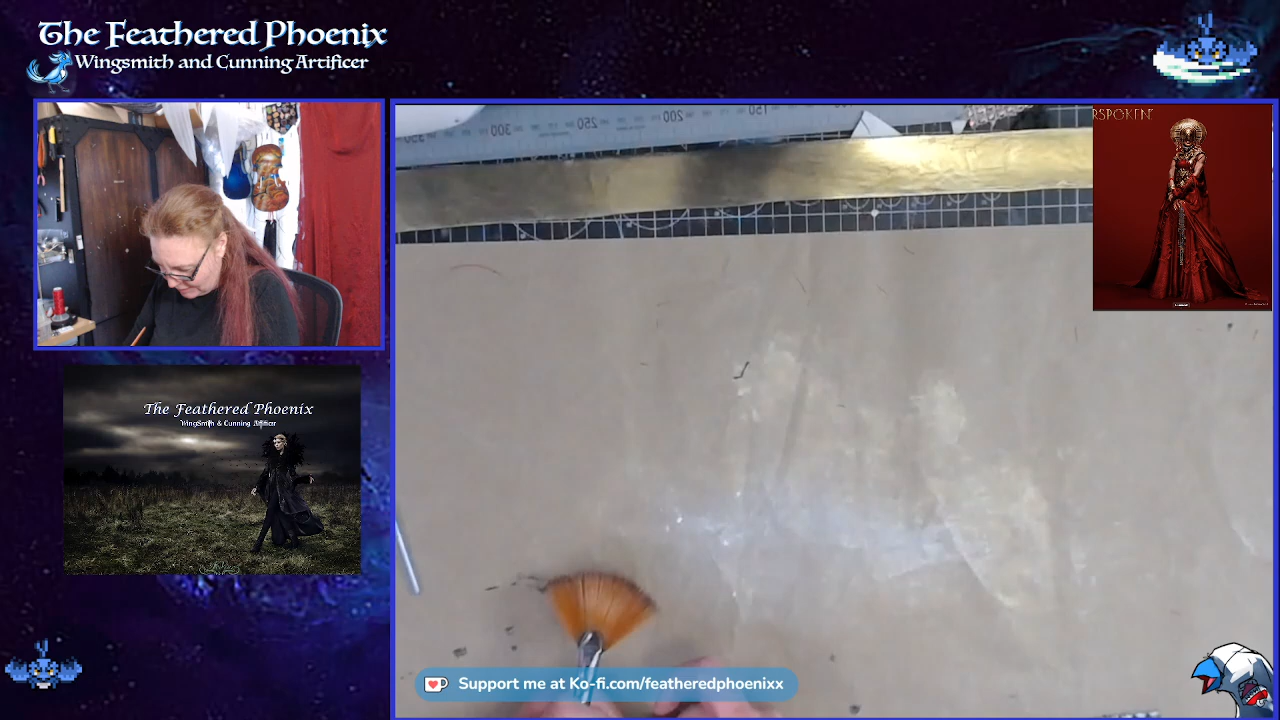 The Feathered Phoenix
Wingsmith and Cunning Artificer
300
250
200
150
RSPOKEN
The Feathered Phoenix
WingSmith & Cunning Artificer
Support me at Ko-fi.com/featheredphoenixx